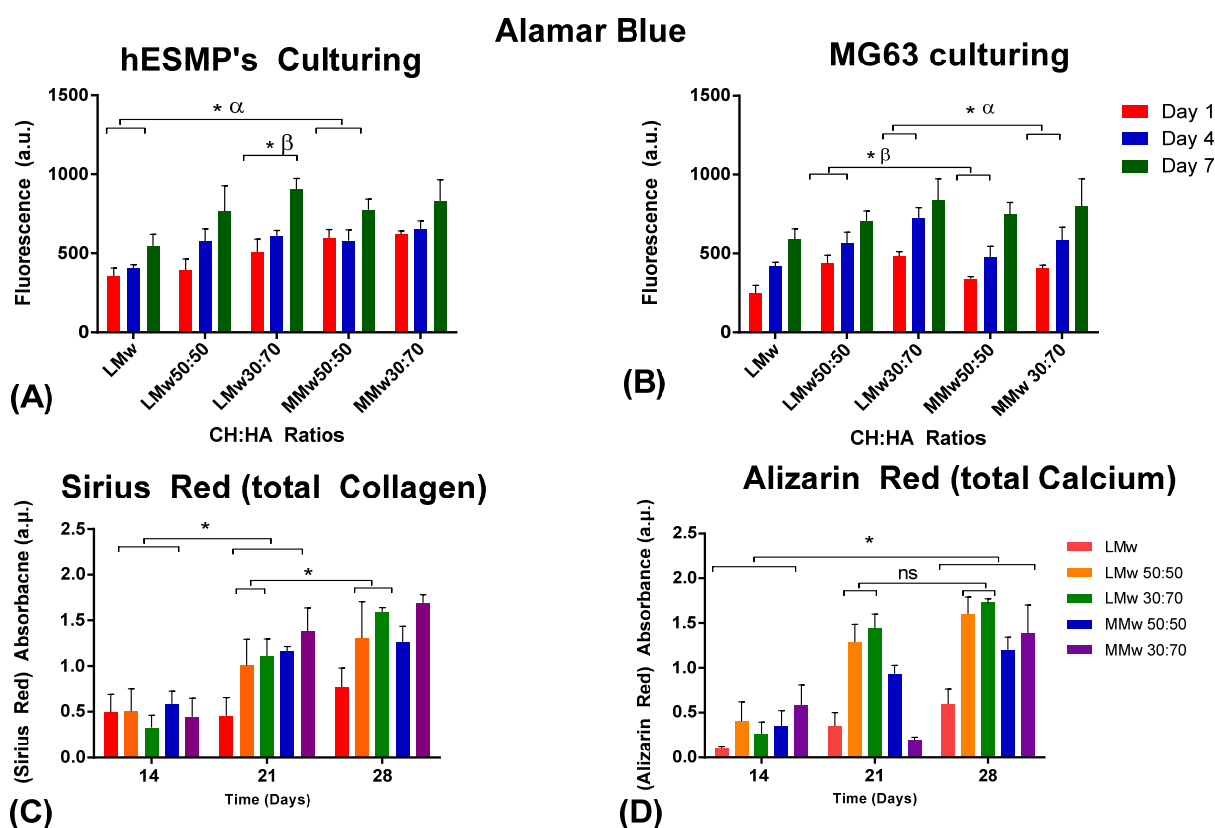 Alamar Blue
hESMP's Culturing
Fluorescence (a.u.)
1500
1000
500
0
* α
* β
LMw
LMw50:50
LMw30:70
MMw50:50
MMw30:70
CH:HA Ratios
(A)
MG63 culturing
Fluorescence (a.u.)
1500
1000
500
0
* α
* β
LMw
LMw50:50
LMw30:70
MMw50:50
MMw 30:70
CH:HA Ratios
(B)
Day 1
Day 4
Day 7
Sirius Red (total Collagen)
(Sirius Red) Absorbacne (a.μ.)
2.5
2.0
1.5
1.0
0.5
0.0
*
*
14 21 28
Time (Days)
(C)
Alizarin Red (total Calcium)
(Alizarin Red) Absorbance (a.μ.)
2.5
2.0
1.5
1.0
0.5
0.0
*
ns
14 21 28
Time (Days)
(D)
LMw
LMw 50:50
LMw 30:70
MMw 50:50
MMw 30:70